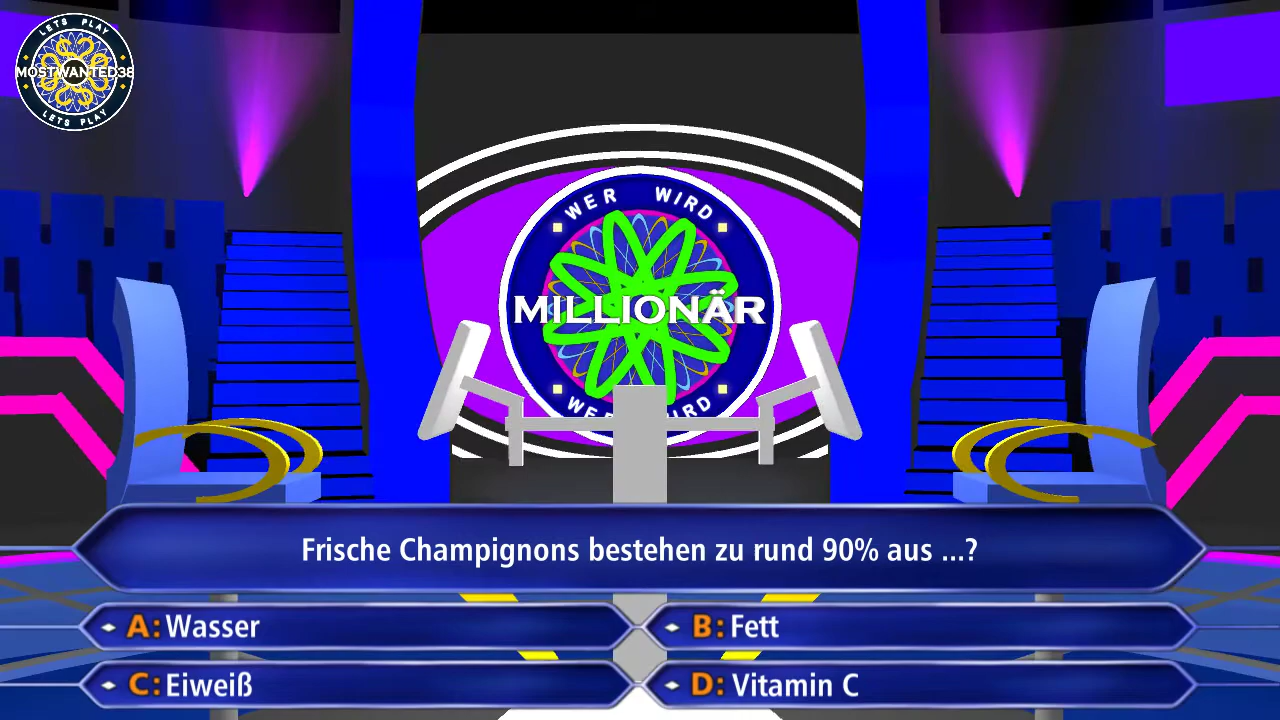 LETS PLAY
MOSTWANTED38
LETS PLAY
WER WIRD
MILLIONÄR
WER WIRD
Frische Champignons bestehen zu rund 90% aus ...?
A: Wasser
B: Fett
C: Eiweiß
D: Vitamin C